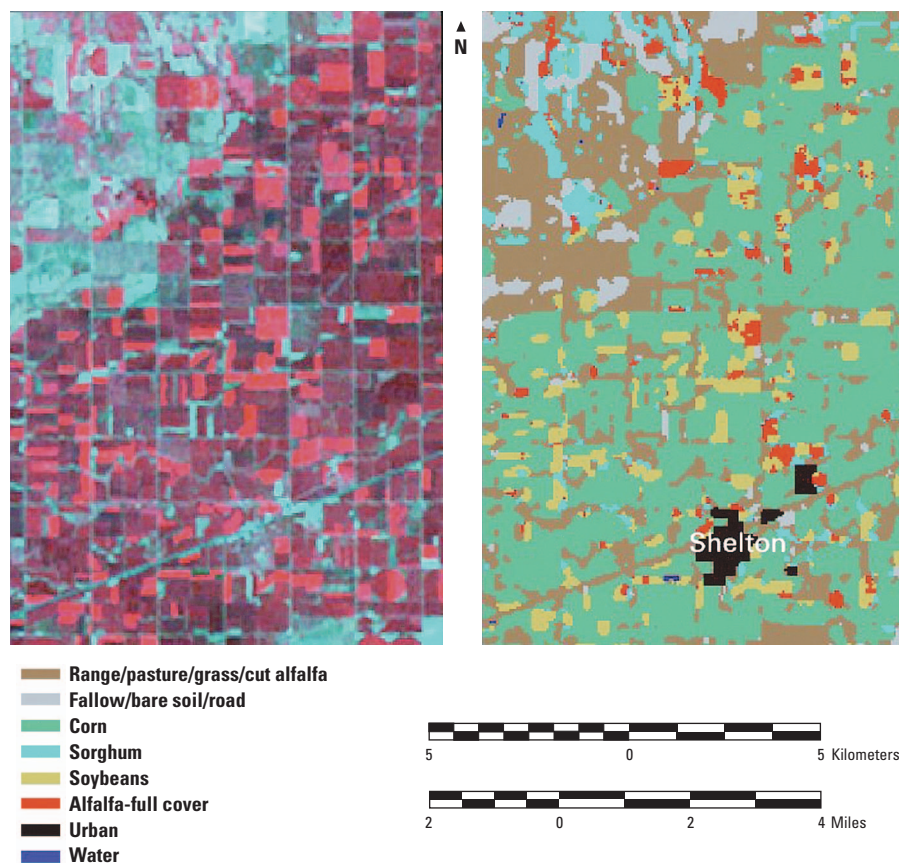 N
Shelton
Range/pasture/grass/cut alfalfa
Fallow/bare soil/road
Corn
Sorghum
Soybeans
Alfalfa-full cover
Urban
Water
5 0 5 Kilometers
2 0 2 4 Miles